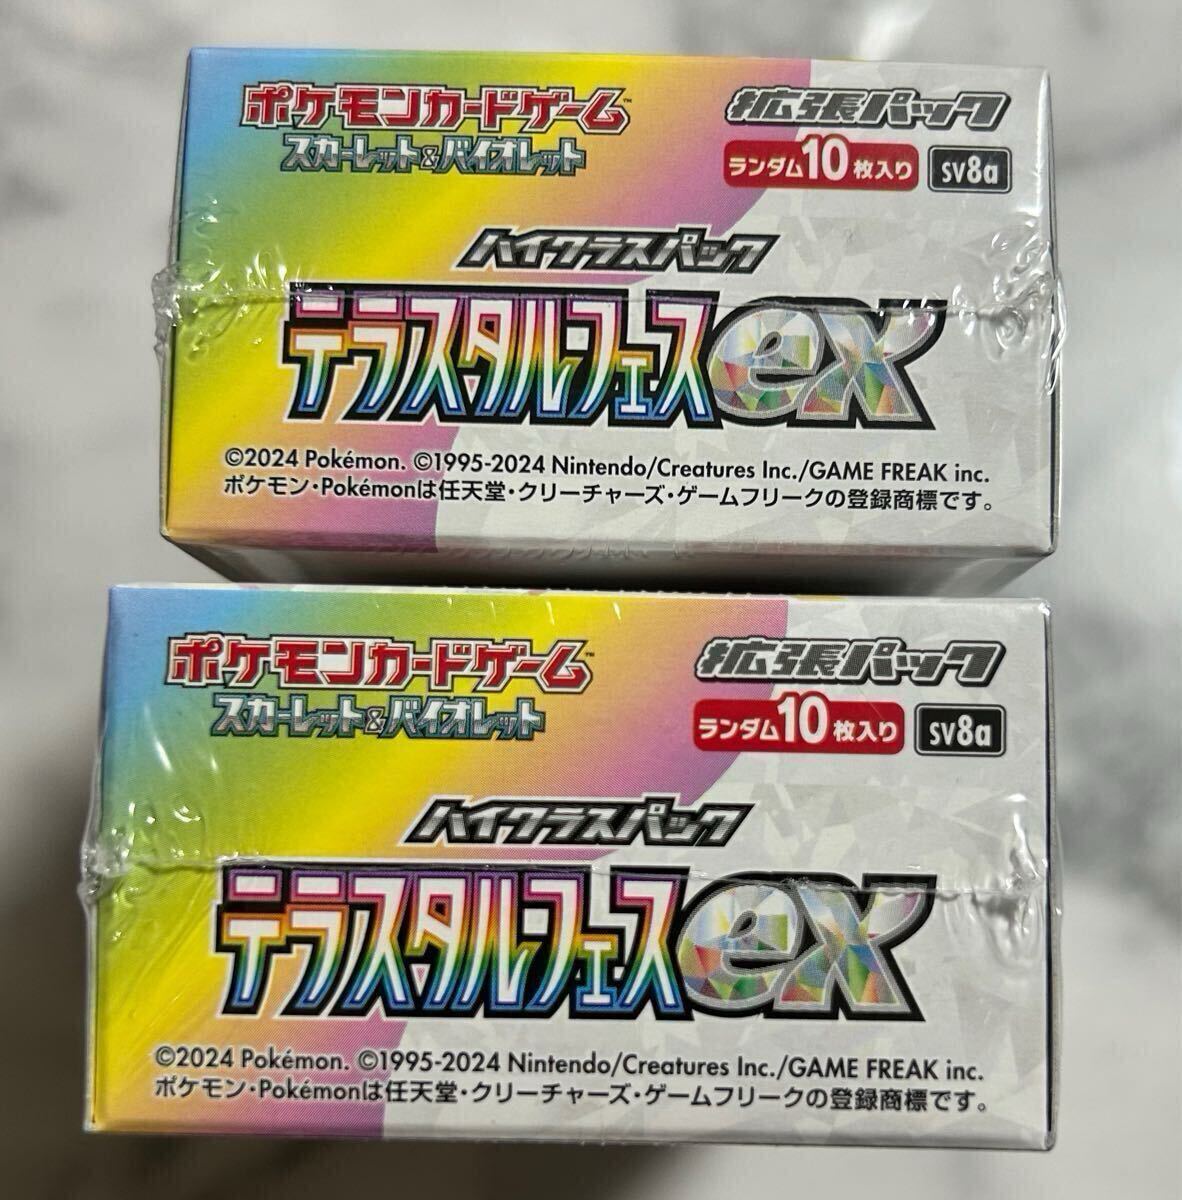 ポケモンカードゲーム™
スカーレット&バイオレット
拡張パック
ランダム10枚入り sv8a
ハイクラスパック
テラスタルフェスex
©2024 Pokémon. ©1995-2024 Nintendo/Creatures Inc./GAME FREAK inc.
ポケモン・Pokémonは任天堂・クリーチャーズ・ゲームフリークの登録商標です。
ポケモンカードゲーム™
スカーレット&バイオレット
拡張パック
ランダム10枚入り sv8a
ハイクラスパック
テラスタルフェスex
©2024 Pokémon. ©1995-2024 Nintendo/Creatures Inc./GAME FREAK inc.
ポケモン・Pokémonは任天堂・クリーチャーズ・ゲームフリークの登録商標です。